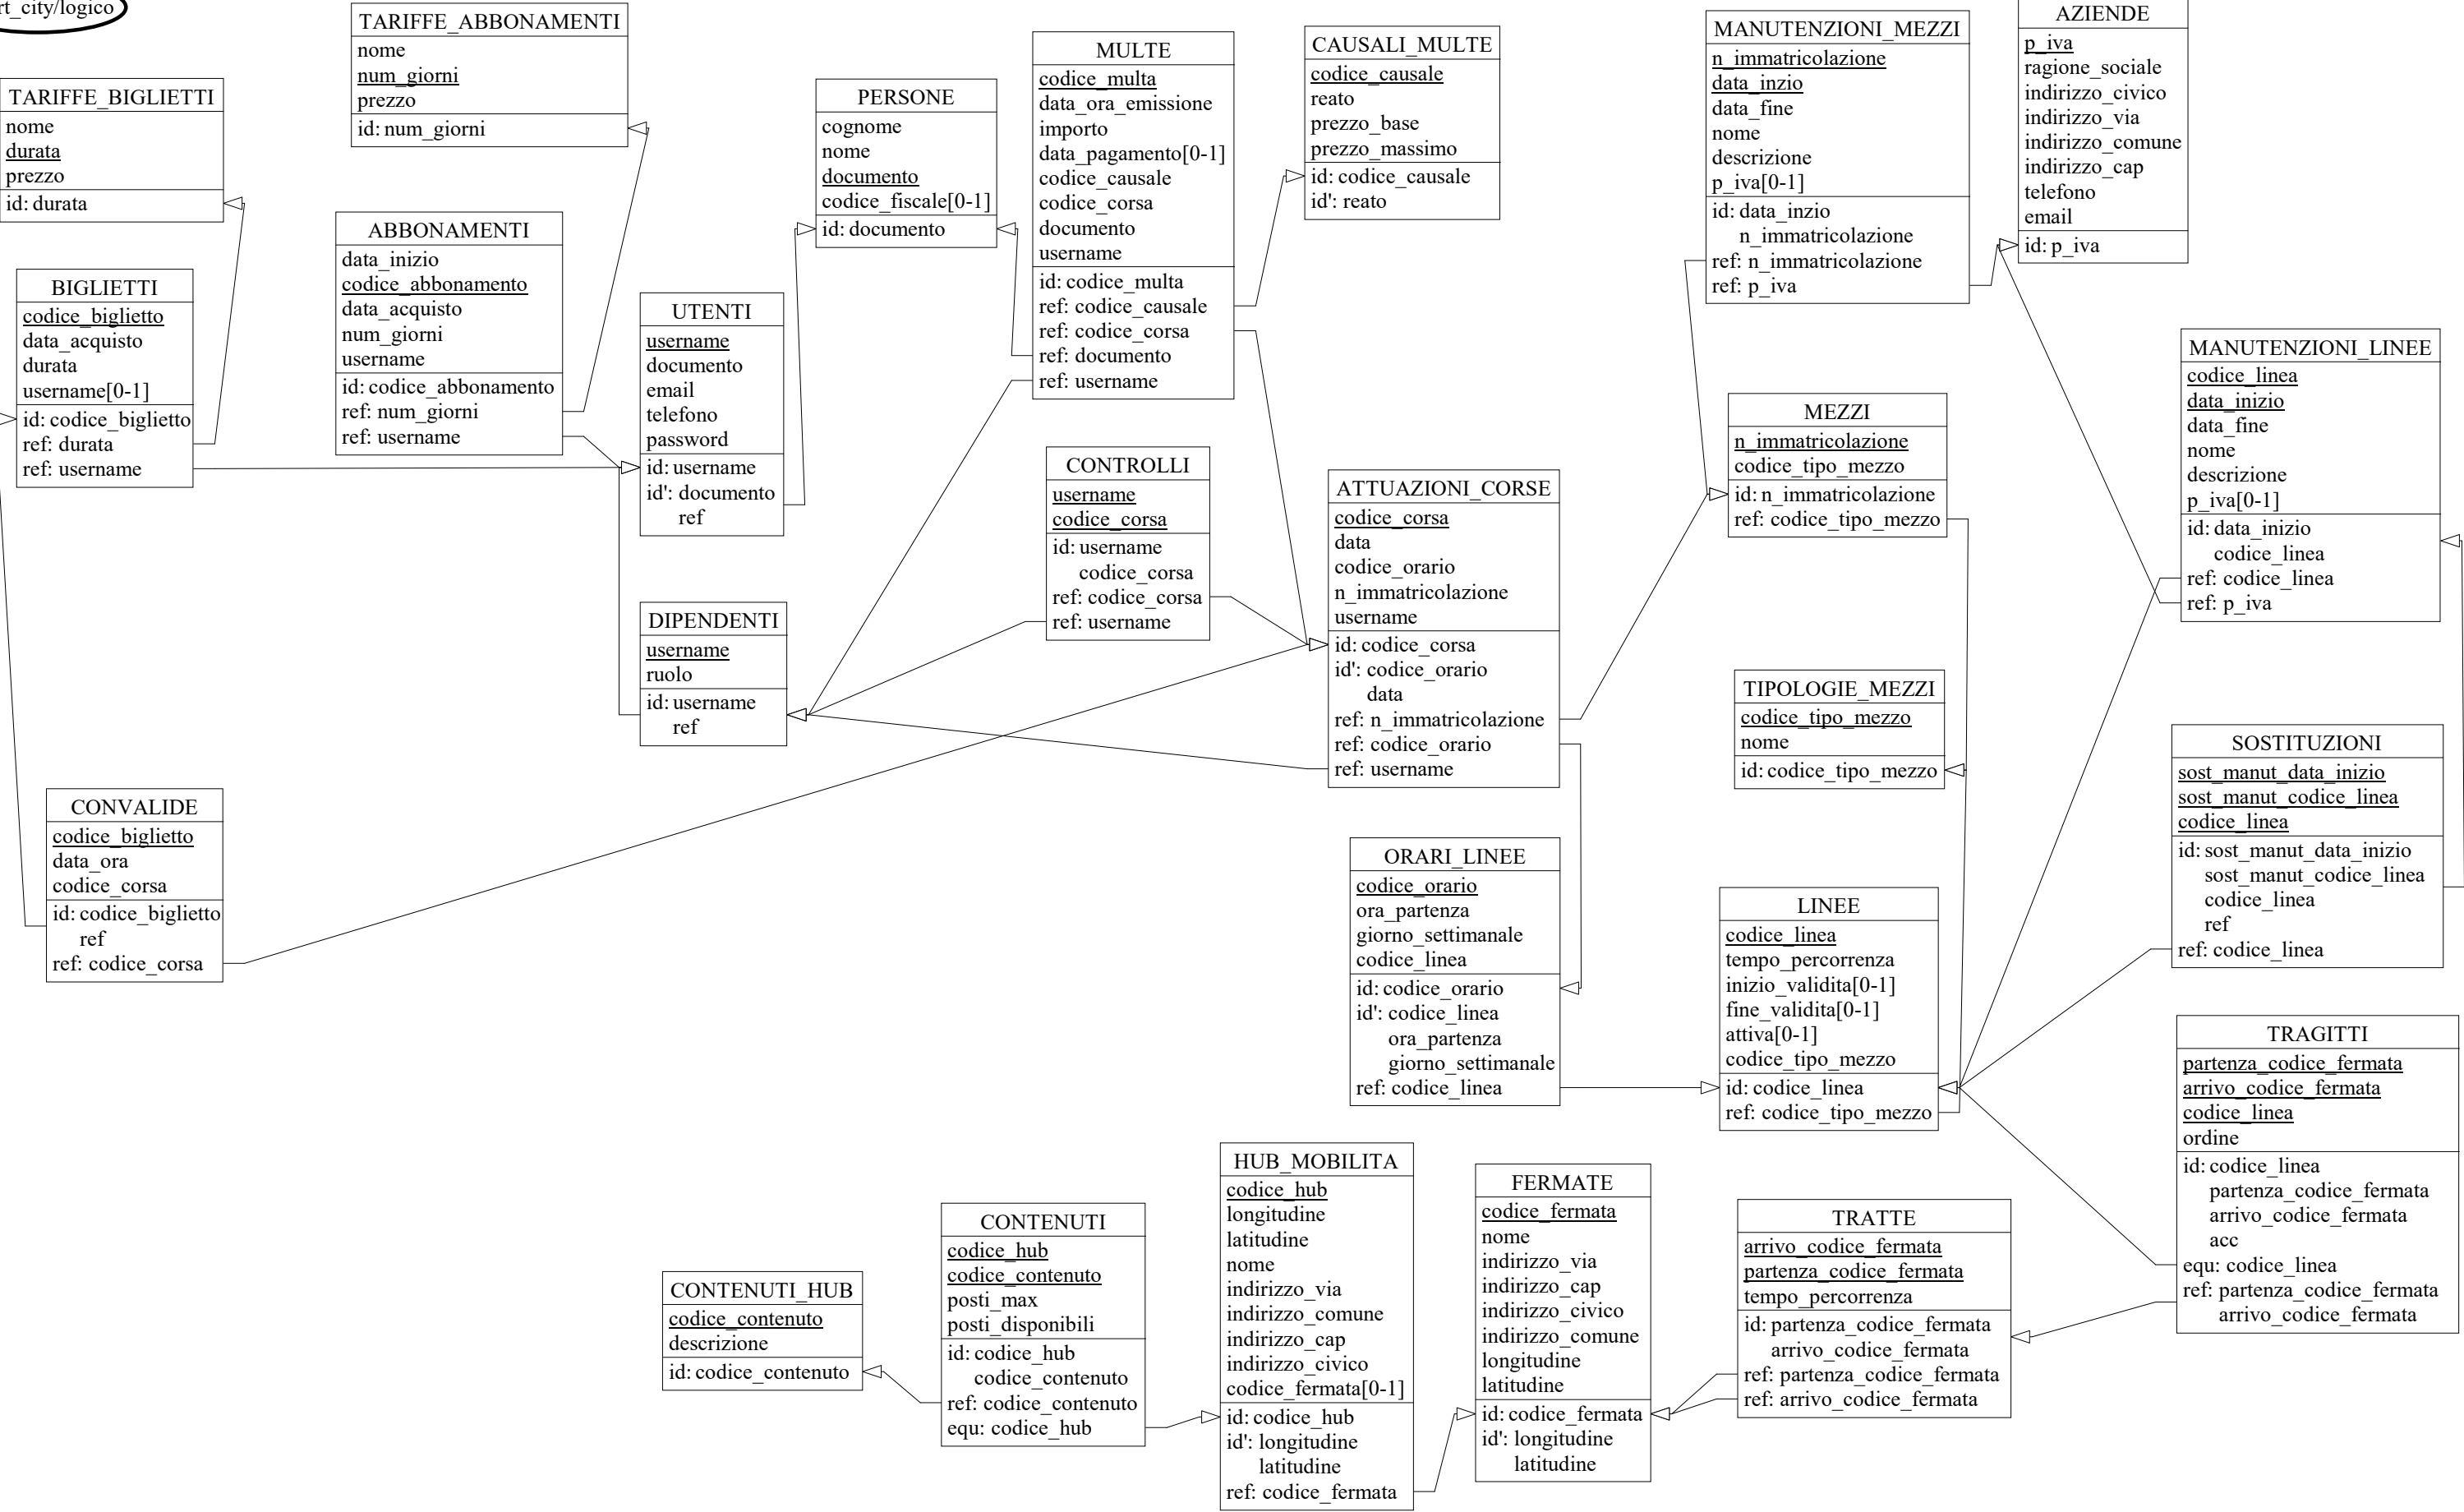 rt_city/logico
TARIFFE_ABBONAMENTI
nome
num_giorni
prezzo
id: num_giorni
TARIFFE_BIGLIETTI
nome
durata
prezzo
id: durata
BIGLIETTI
codice_biglietto
data_acquisto
durata
username[0-1]
id: codice_biglietto
ref: durata
ref: username
ABBONAMENTI
data_inizio
codice_abbonamento
data_acquisto
num_giorni
username
id: codice_abbonamento
ref: num_giorni
ref: username
UTENTI
username
documento
email
telefono
password
id: username
id': documento
ref
PERSONE
cognome
nome
documento
codice_fiscale[0-1]
id: documento
MULTE
codice_multa
data_ora_emissione
importo
data_pagamento[0-1]
codice_causale
codice_corsa
documento
username
id: codice_multa
ref: codice_causale
ref: codice_corsa
ref: documento
ref: username
CAUSALI_MULTE
codice_causale
reato
prezzo_base
prezzo_massimo
id: codice_causale
id': reato
MANUTENZIONI_MEZZI
n_immatricolazione
data_inzio
data_fine
nome
descrizione
p_iva[0-1]
id: data_inzio
n_immatricolazione
ref: n_immatricolazione
ref: p_iva
AZIENDE
p_iva
ragione_sociale
indirizzo_civico
indirizzo_via
indirizzo_comune
indirizzo_cap
telefono
email
id: p_iva
MANUTENZIONI_LINEE
codice_linea
data_inizio
data_fine
nome
descrizione
p_iva[0-1]
id: data_inizio
codice_linea
ref: codice_linea
ref: p_iva
MEZZI
n_immatricolazione
codice_tipo_mezzo
id: n_immatricolazione
ref: codice_tipo_mezzo
CONTROLLI
username
codice_corsa
id: username
codice_corsa
ref: codice_corsa
ref: username
ATTUAZIONI_CORSE
codice_corsa
data
codice_orario
n_immatricolazione
username
id: codice_corsa
id': codice_orario
data
ref: n_immatricolazione
ref: codice_orario
ref: username
DIPENDENTI
username
ruolo
id: username
ref
TIPOLOGIE_MEZZI
codice_tipo_mezzo
nome
id: codice_tipo_mezzo
SOSTITUZIONI
sost_manut_data_inizio
sost_manut_codice_linea
codice_linea
id: sost_manut_data_inizio
sost_manut_codice_linea
codice_linea
ref
ref: codice_linea
CONVALIDE
codice_biglietto
data_ora
codice_corsa
id: codice_biglietto
ref
ref: codice_corsa
ORARI_LINEE
codice_orario
ora_partenza
giorno_settimanale
codice_linea
id: codice_orario
id': codice_linea
ora_partenza
giorno_settimanale
ref: codice_linea
LINEE
codice_linea
tempo_percorrenza
inizio_validita[0-1]
fine_validita[0-1]
attiva[0-1]
codice_tipo_mezzo
id: codice_linea
ref: codice_tipo_mezzo
TRAGITTI
partenza_codice_fermata
arrivo_codice_fermata
codice_linea
ordine
id: codice_linea
partenza_codice_fermata
arrivo_codice_fermata
acc
equ: codice_linea
ref: partenza_codice_fermata
arrivo_codice_fermata
CONTENUTI_HUB
codice_contenuto
descrizione
id: codice_contenuto
CONTENUTI
codice_hub
codice_contenuto
posti_max
posti_disponibili
id: codice_hub
codice_contenuto
ref: codice_contenuto
equ: codice_hub
HUB_MOBILITA
codice_hub
longitudine
latitudine
nome
indirizzo_via
indirizzo_comune
indirizzo_cap
indirizzo_civico
codice_fermata[0-1]
id: codice_hub
id': longitudine
latitudine
ref: codice_fermata
FERMATE
codice_fermata
nome
indirizzo_via
indirizzo_cap
indirizzo_civico
indirizzo_comune
longitudine
latitudine
id: codice_fermata
id': longitudine
latitudine
TRATTE
arrivo_codice_fermata
partenza_codice_fermata
tempo_percorrenza
id: partenza_codice_fermata
arrivo_codice_fermata
ref: partenza_codice_fermata
ref: arrivo_codice_fermata